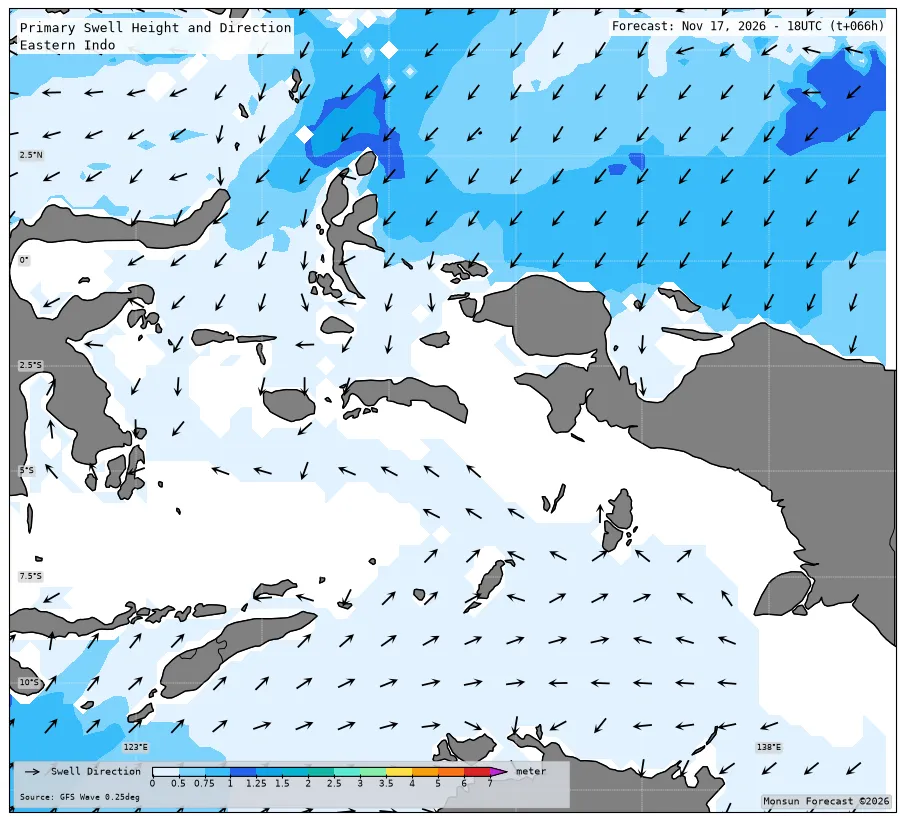 Primary Swell Height and Direction
Eastern Indo
Forecast: Nov 17, 2026 - 18UTC (t+066h)
2.5°N
0°
2.5°S
5°S
7.5°S
10°S
123°E
138°E
Swell Direction
0 0.5 0.75 1 1.25 1.5 2 2.5 3 3.5 4 5 6 7
meter
Source: GFS Wave 0.25deg
Monsun Forecast ©2026